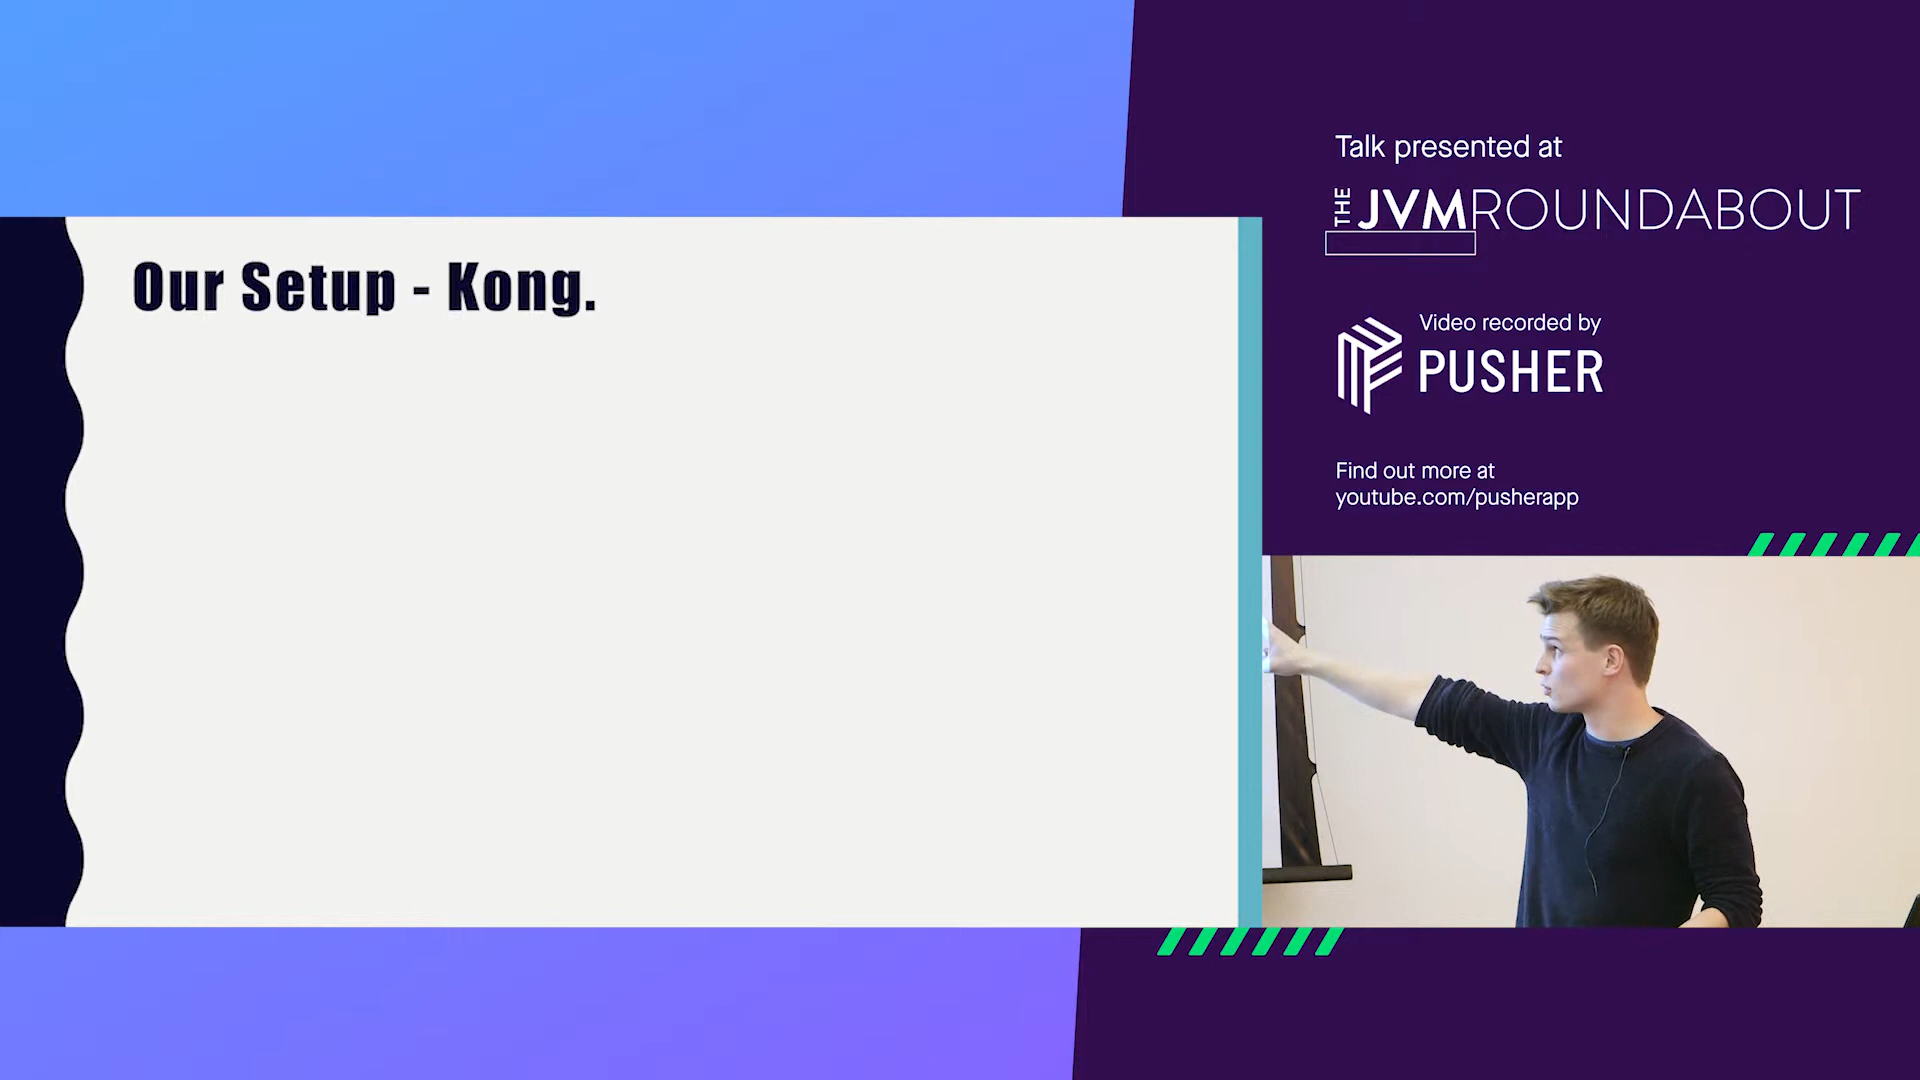 Our Setup - Kong.
Talk presented at
THE JVMROUNDABOUT
Video recorded by
PUSHER
Find out more at
youtube.com/pusherapp